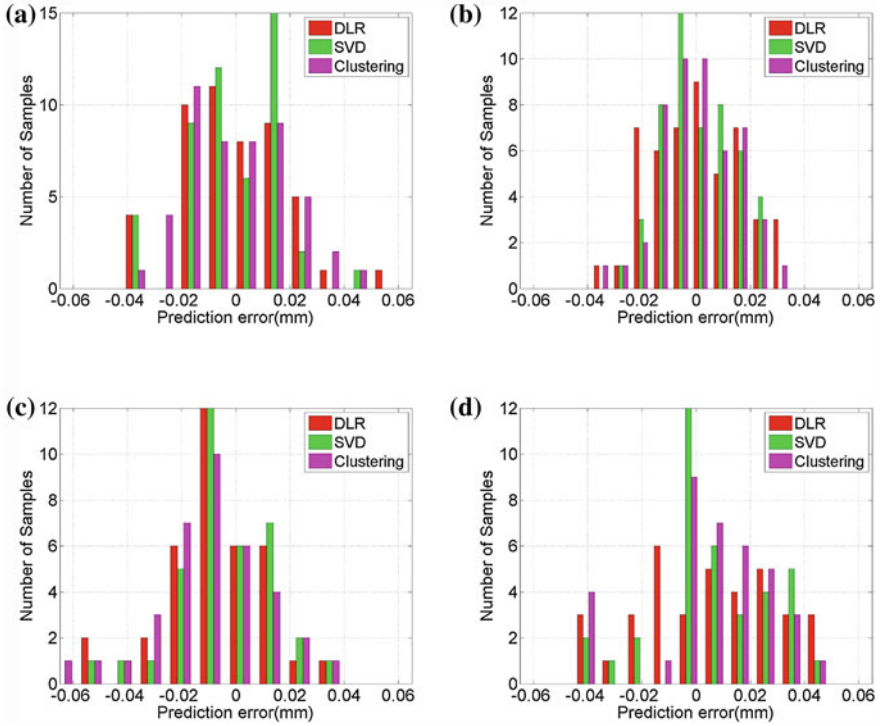 (a)
15
10
5
0
Number of Samples
DLR
SVD
Clustering
-0.06 -0.04 -0.02 0 0.02 0.04 0.06
Prediction error(mm)
(b)
12
10
8
6
4
2
0
Number of Samples
DLR
SVD
Clustering
-0.06 -0.04 -0.02 0 0.02 0.04 0.06
Prediction error(mm)
(c)
12
10
8
6
4
2
0
Number of Samples
DLR
SVD
Clustering
-0.06 -0.04 -0.02 0 0.02 0.04 0.06
Prediction error(mm)
(d)
12
10
8
6
4
2
0
Number of Samples
DLR
SVD
Clustering
-0.06 -0.04 -0.02 0 0.02 0.04 0.06
Prediction error(mm)